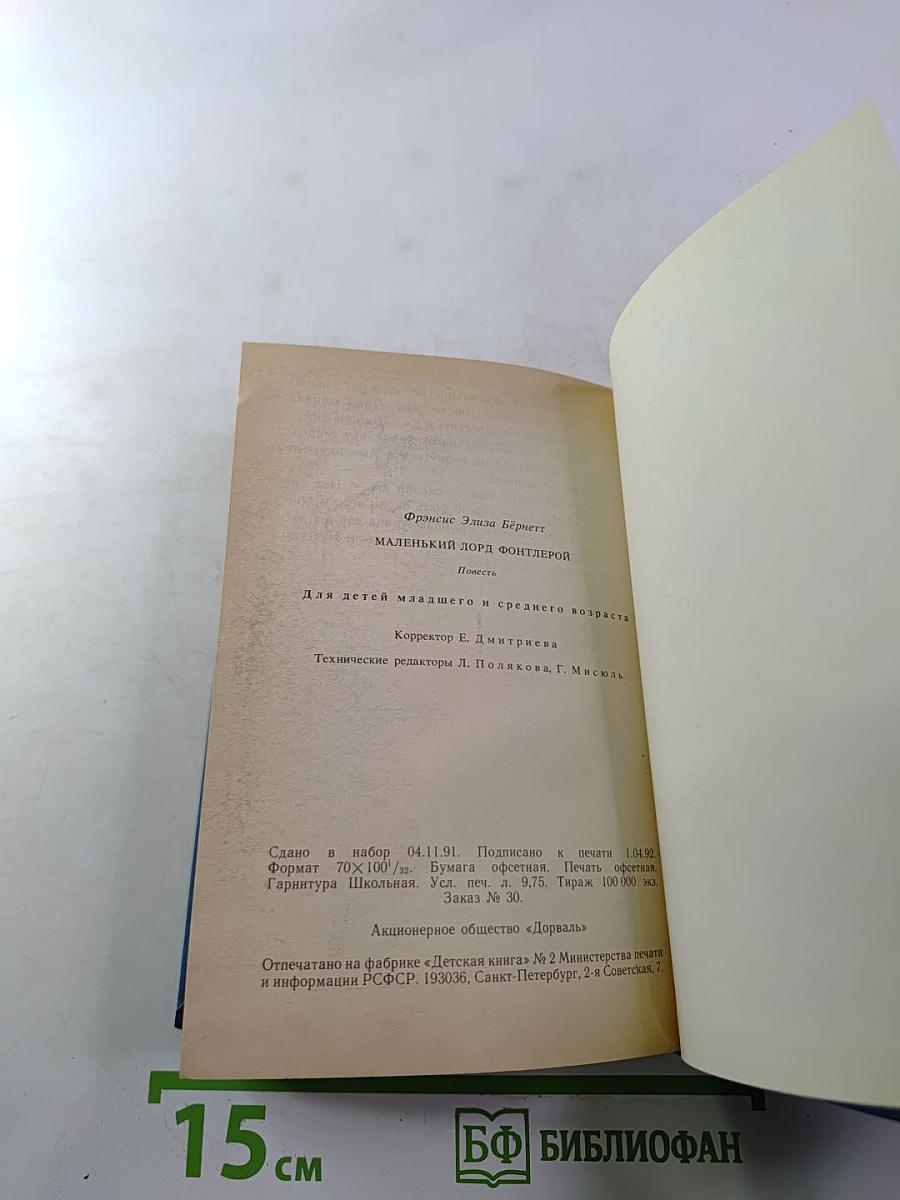 Фрэнсис Элиза Бёрнетт
МАЛЕНЬКИЙ ЛОРД ФОНТЛЕРОЙ
Повесть
Для детей младшего и среднего возраста
Корректор Е. Дмитриева
Технические редакторы Л. Полякова, Г. Мисюль
Сдано в набор 04.11.91. Подписано к печати 1.04.92.
Формат 70×100¹/₃₂. Бумага офсетная. Печать офсетная.
Гарнитура Школьная. Усл. печ. л. 9,75. Тираж 100 000 экз.
Заказ № 30.
Акционерное общество «Дорваль»
Отпечатано на фабрике «Детская книга» № 2 Министерства печати
и информации РСФСР. 193036, Санкт-Петербург, 2-я Советская, 7.
15 см
БФ БИБЛИОФАН